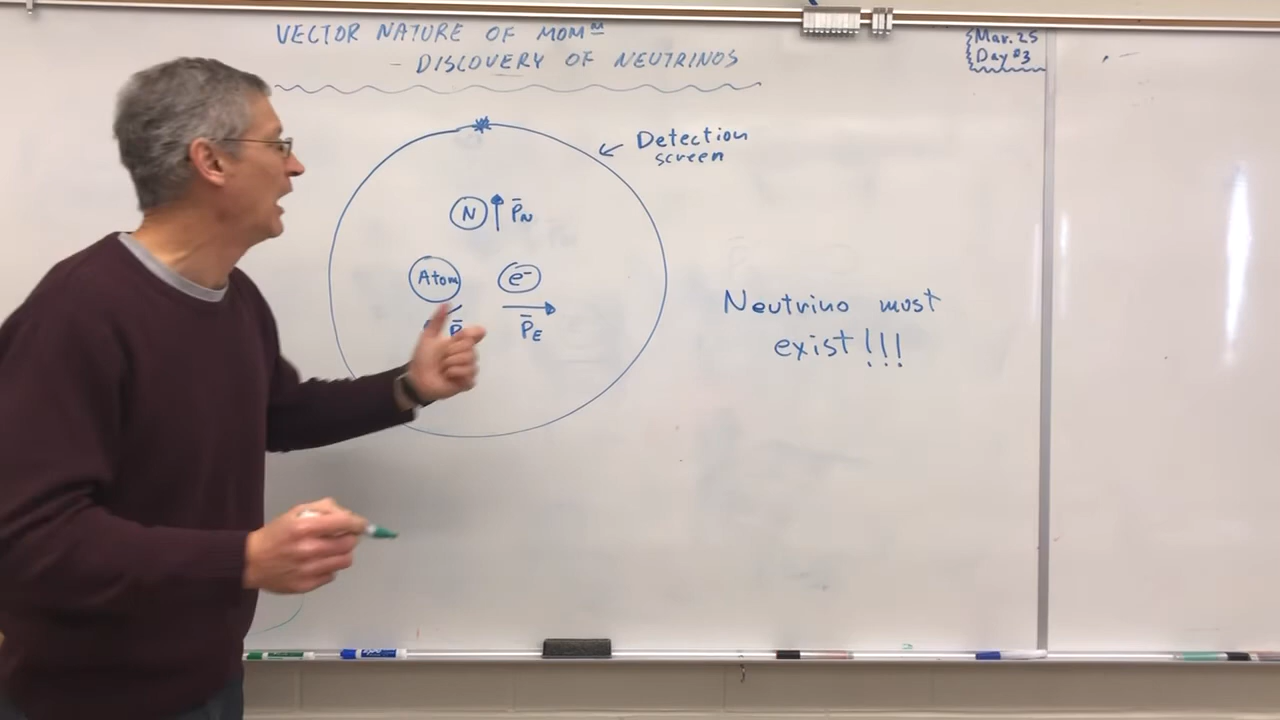 VECTOR NATURE OF MOMᵐ
- DISCOVERY OF NEUTRINOS
Mar. 25
Day #3
Detection
screen
N
P̄N
Atom
e⁻
P̄E
Neutrino must
exist!!!